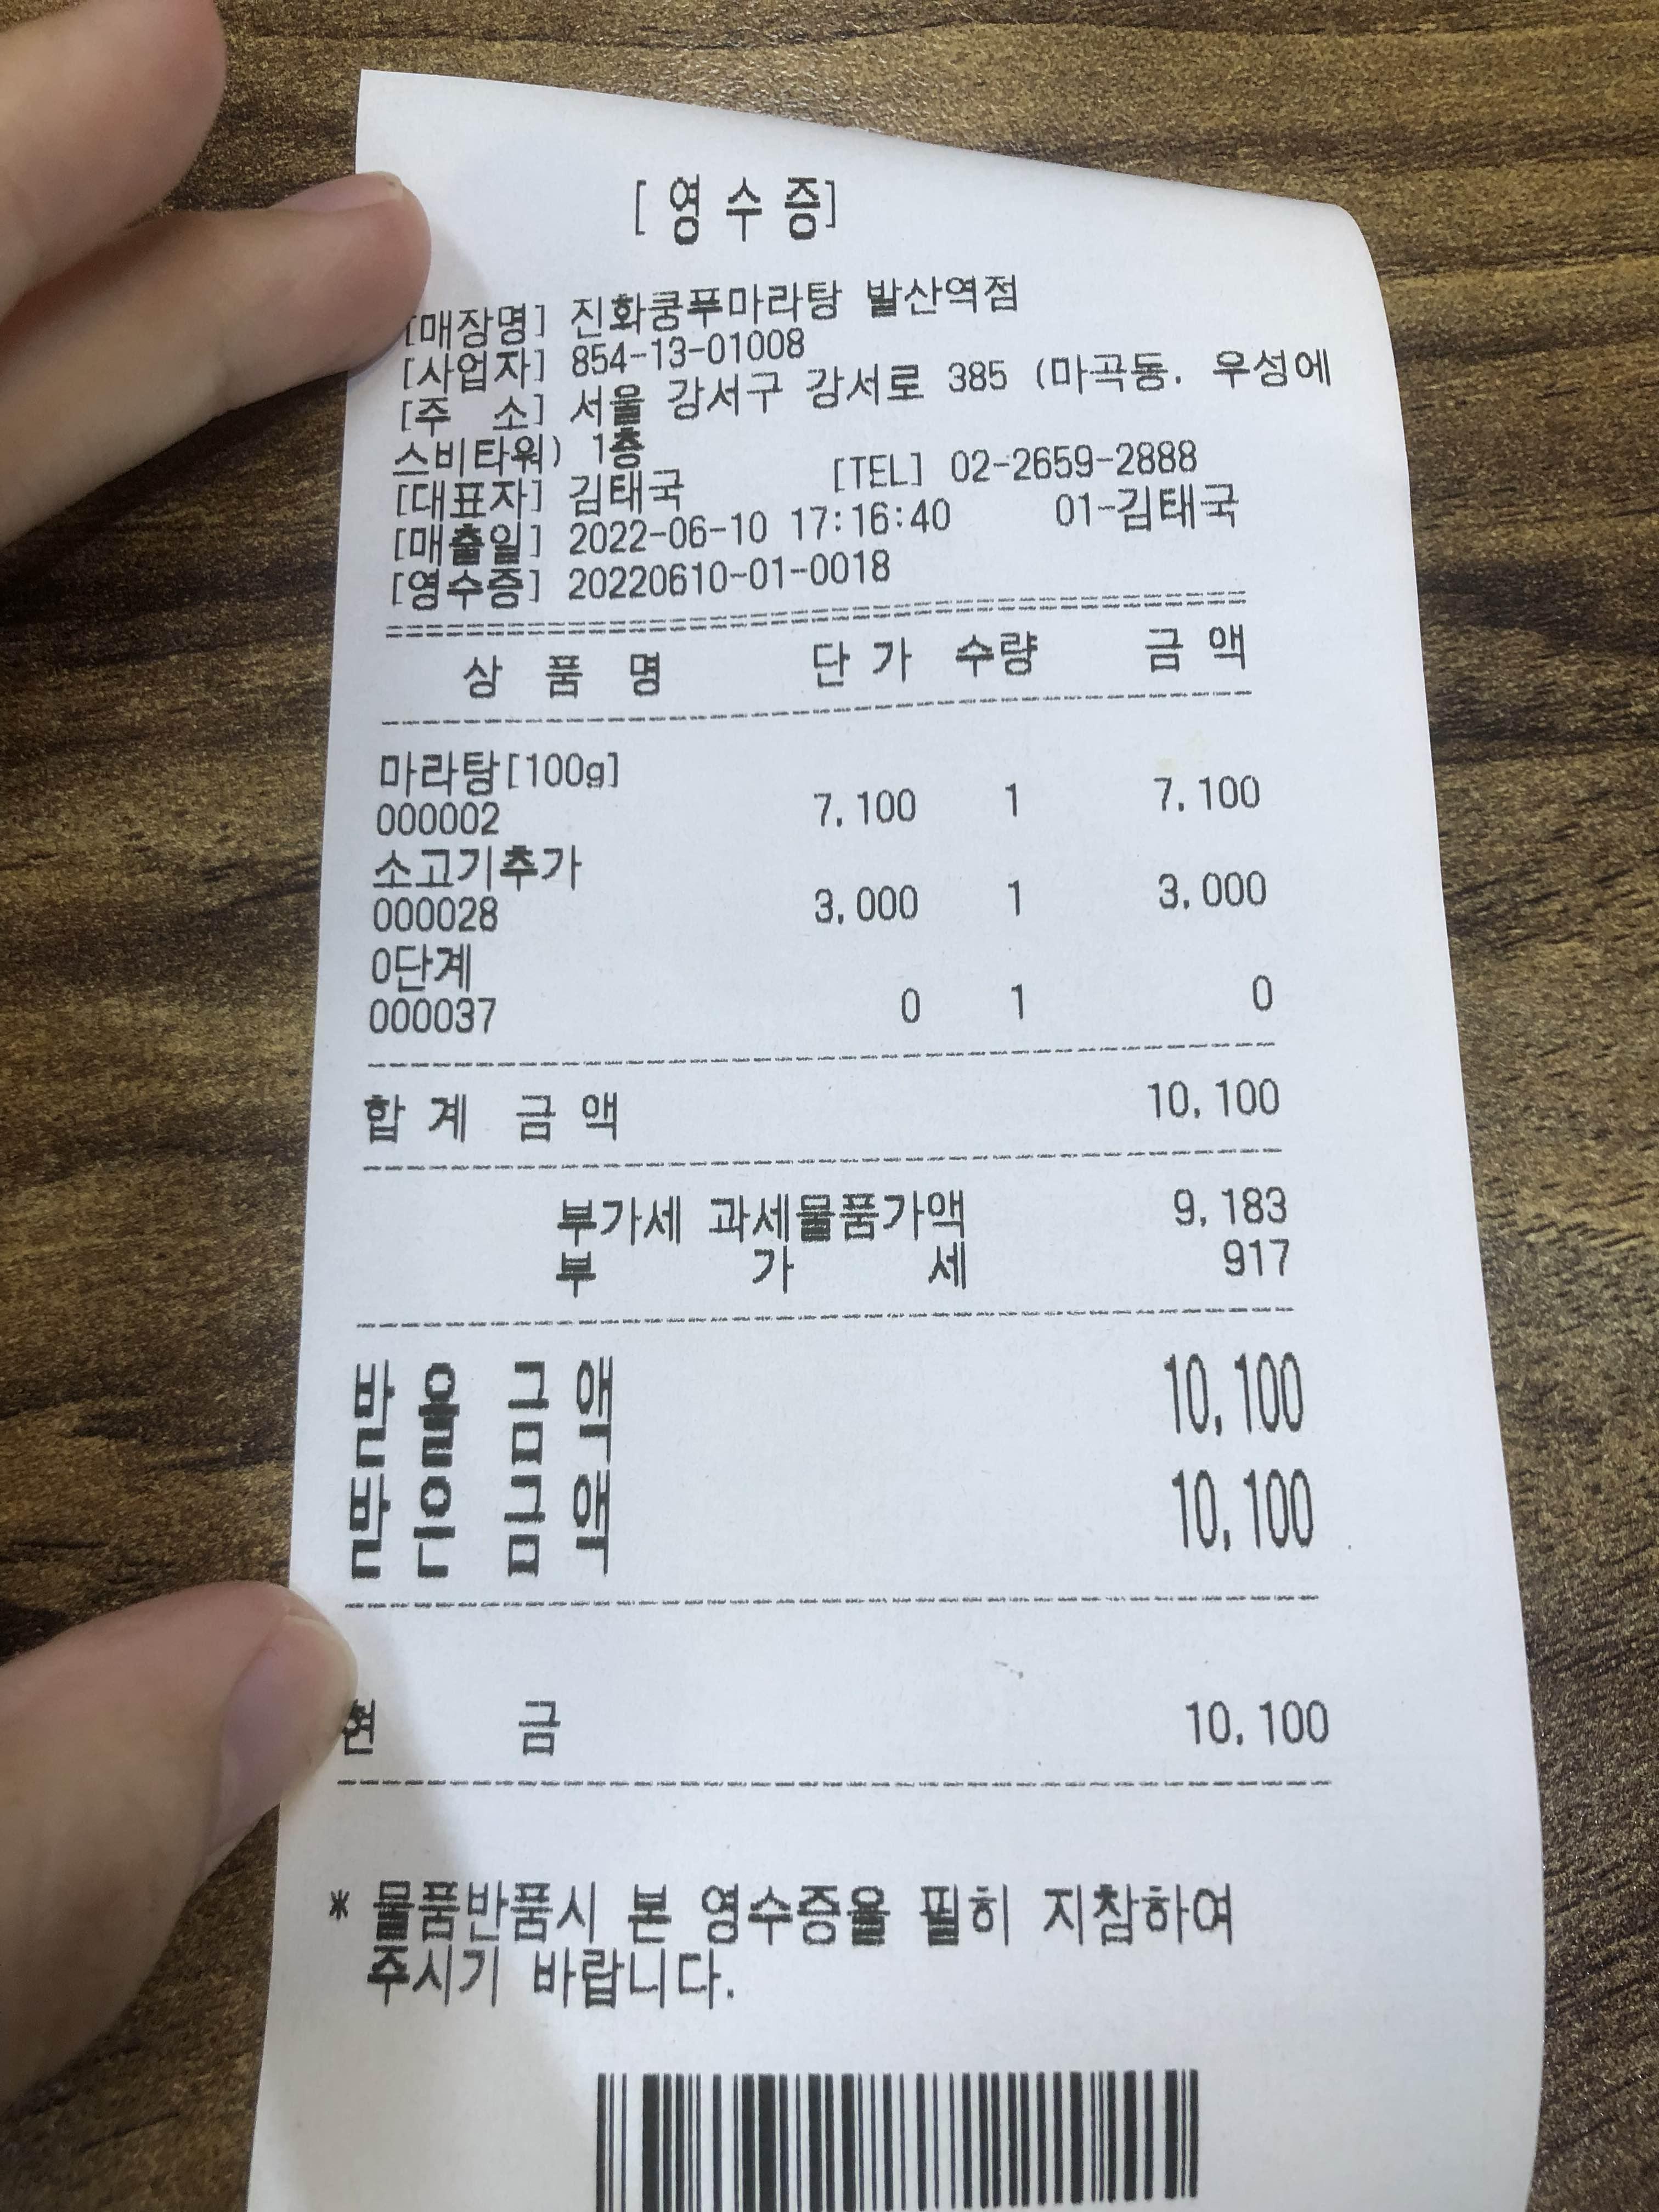 [ 영 수 증]
[매장명] 진화쿵푸마라탕 발산역점
[사업자] 854-13-01008
[주 소] 서울 강서구 강서로 385 (마곡동. 우성에
스비타워) 1층
[대표자] 김태국 [TEL] 02-2659-2888
[매출일] 2022-06-10 17:16:40 01-김태국
[영수증] 20220610-01-0018
상 품 명 단 가 수량 금 액
마라탕[100g]
000002 7,100 1 7,100
소고기추가
000028 3,000 1 3,000
0단계
000037 0 1 0
합 계 금 액 10,100
부가세 과세물품가액 9,183
부 가 세 917
받 을 금 액 10,100
받 은 금 액 10,100
현 금 10,100
* 물품반품시 본 영수증을 필히 지참하여
주시기 바랍니다.